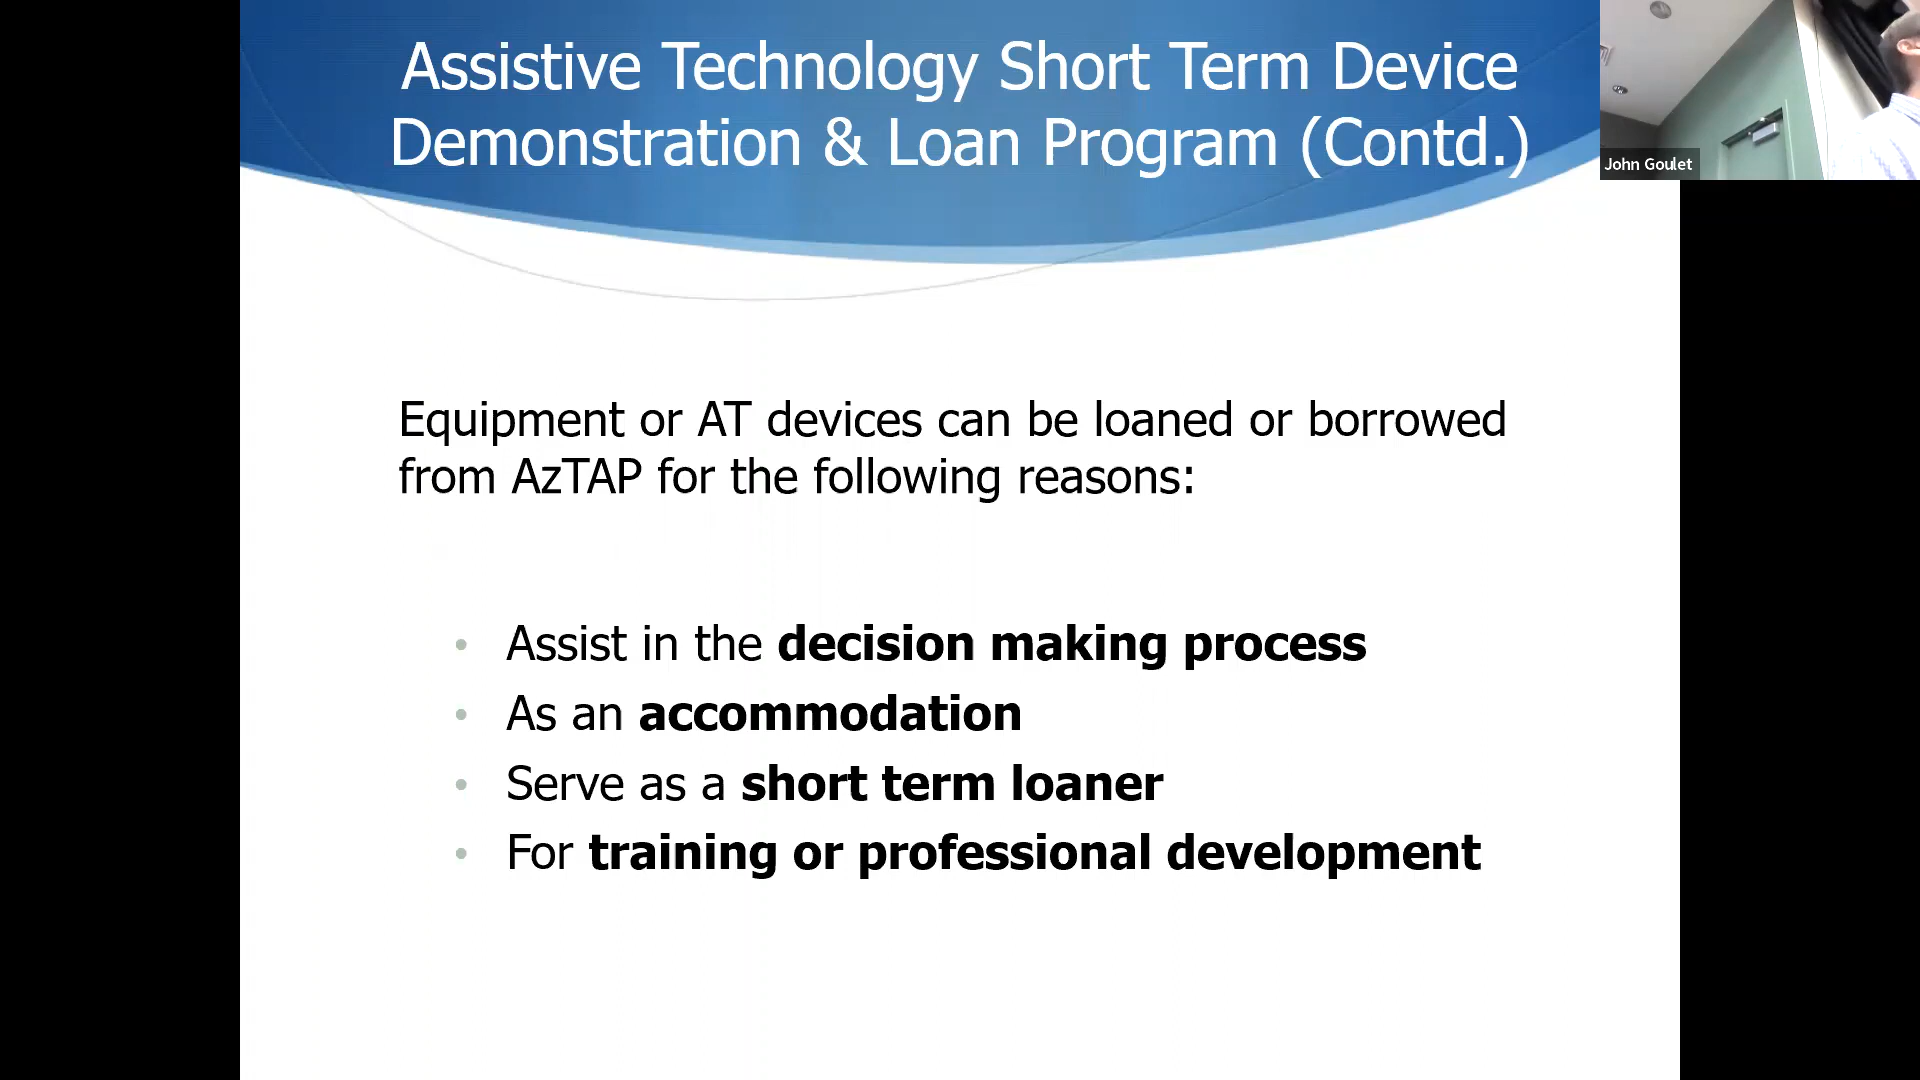 Assistive Technology Short Term Device
Demonstration & Loan Program (Contd.)
John Goulet
Equipment or AT devices can be loaned or borrowed
from AzTAP for the following reasons:
• Assist in the decision making process
• As an accommodation
• Serve as a short term loaner
• For training or professional development